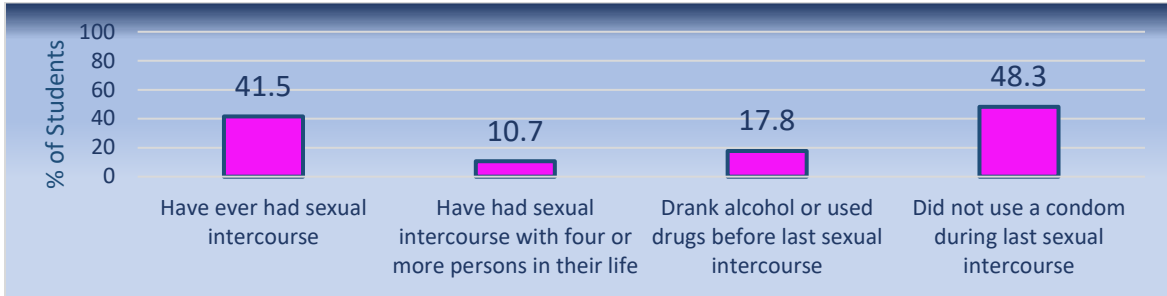 % of Students
100
80
60
40
20
0
41.5
10.7
17.8
48.3
Have ever had sexual
intercourse
Have had sexual
intercourse with four or
more persons in their life
Drank alcohol or used
drugs before last sexual
intercourse
Did not use a condom
during last sexual
intercourse